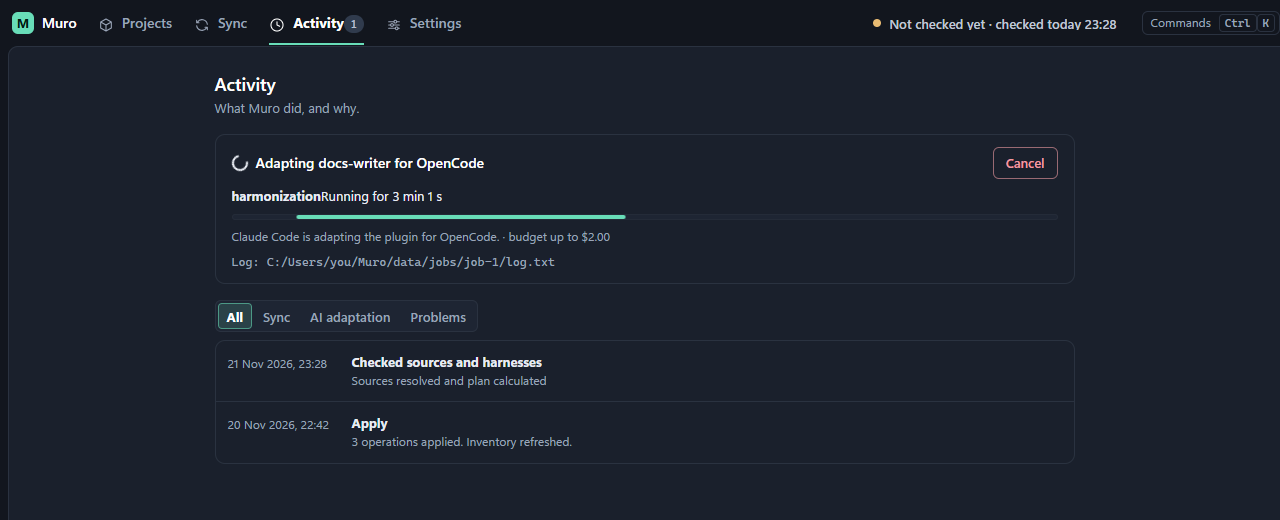 M Muro Projects Sync Activity 1 Settings Not checked yet · checked today 23:28 Commands Ctrl K
Activity
What Muro did, and why.
Adapting docs-writer for OpenCode Cancel
harmonizationRunning for 3 min 1 s
Claude Code is adapting the plugin for OpenCode. · budget up to $2.00
Log: C:/Users/you/Muro/data/jobs/job-1/log.txt
All Sync AI adaptation Problems
21 Nov 2026, 23:28 Checked sources and harnesses
Sources resolved and plan calculated
20 Nov 2026, 22:42 Apply
3 operations applied. Inventory refreshed.